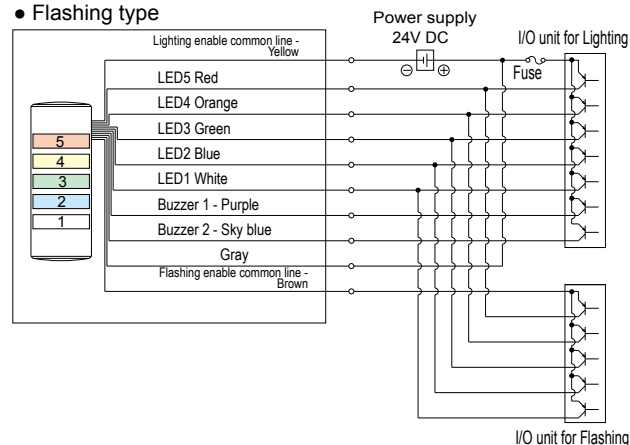 ● Flashing type
Power supply
24V DC
I/O unit for Lighting
Lighting enable common line -
Yellow
Fuse
LED5 Red
LED4 Orange
LED3 Green
LED2 Blue
LED1 White
Buzzer 1 - Purple
Buzzer 2 - Sky blue
Gray
Flashing enable common line -
Brown
5
4
3
2
1
I/O unit for Flashing